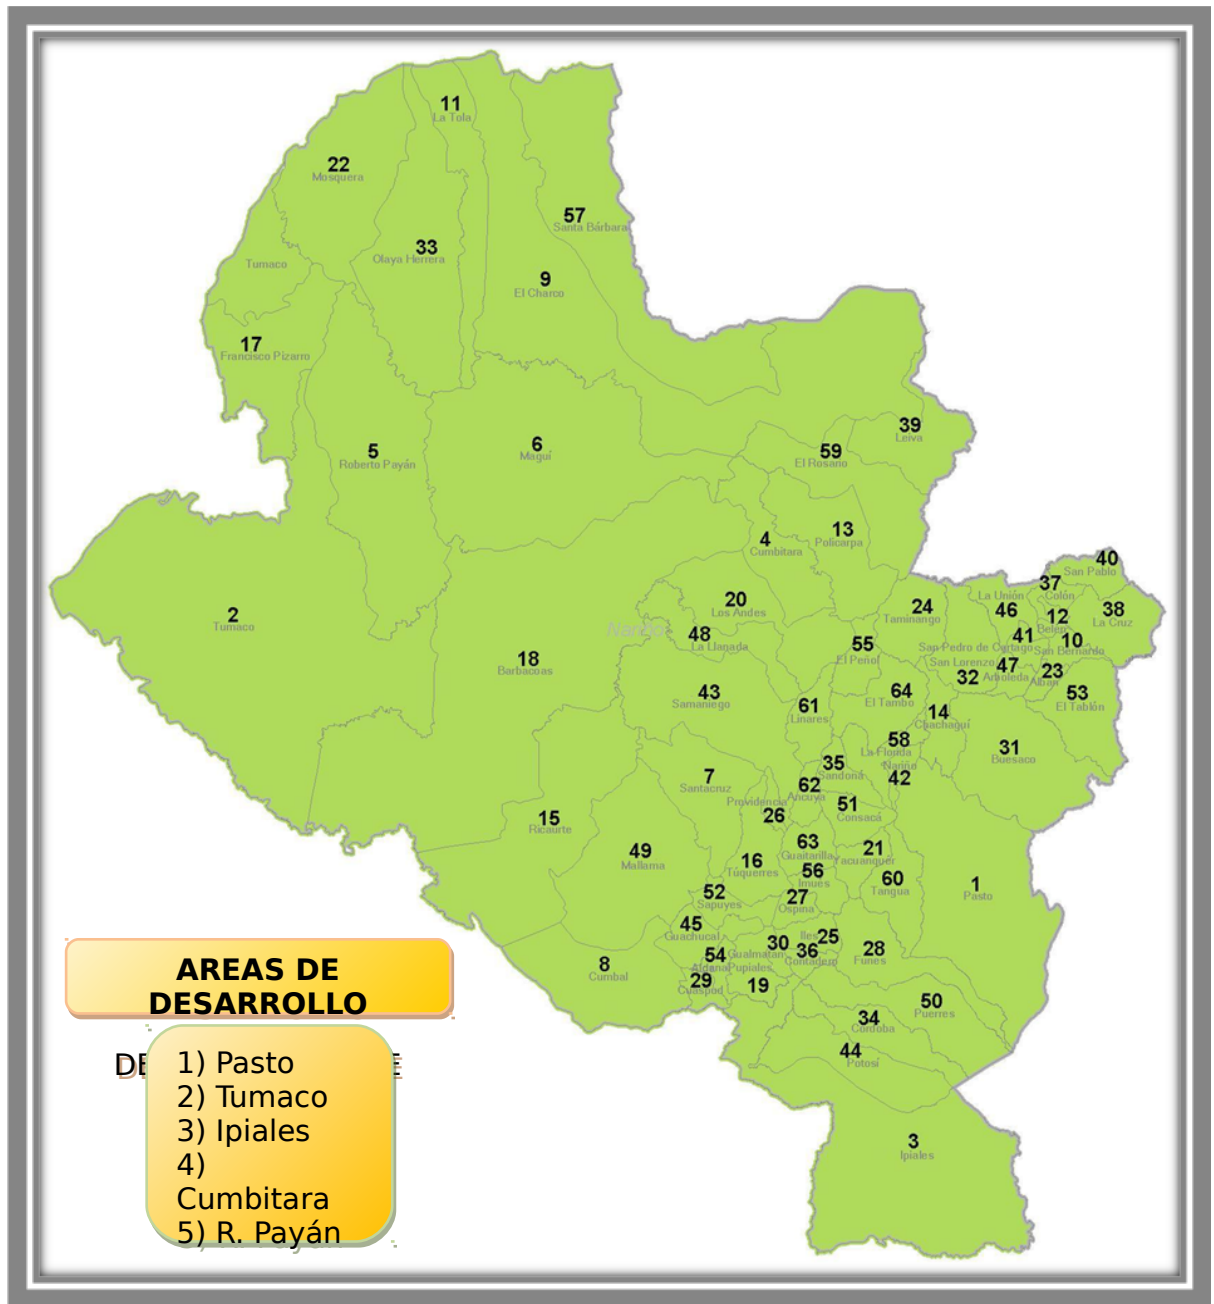 11
La Tola
22
Mosquera
57
Santa Bárbara
33
Olaya Herrera
Tumaco
9
El Charco
17
Francisco Pizarro
39
Leiva
6
Maguí
5
Roberto Payán
59
El Rosario
13
Policarpa
4
Cumbitara
40
San Pablo
37
Colón
20
Los Andes
24
Taminango
La Unión
46
12
Belén
38
La Cruz
2
Tumaco
Nariño
48
La Llanada
55
El Peñol
41
San Pedro de Cartago
10
San Bernardo
18
Barbacoas
San Lorenzo
32
47
Arboleda
23
Albán
43
Samaniego
61
Linares
64
El Tambo
14
Chachaguí
53
El Tablón
58
La Florida
31
Buesaco
Nariño
42
7
Santacruz
35
Sandoná
62
Ancuya
Providencia
26
51
Consacá
15
Ricaurte
49
Mallama
16
Túquerres
63
Guaitarilla
21
Yacuanquer
56
Imués
60
Tangua
1
Pasto
52
Sapuyes
27
Ospina
45
Guachucal
30
Gualmatán
Iles
25
36
Contadero
28
Funes
54
Aldana
Pupiales
8
Cumbal
29
Cuaspud
19
50
Puerres
34
Córdoba
44
Potosí
3
Ipiales
AREAS DE
DESARROLLO
DE E
1) Pasto
2) Tumaco
3) Ipiales
4)
Cumbitara
5) R. Payán